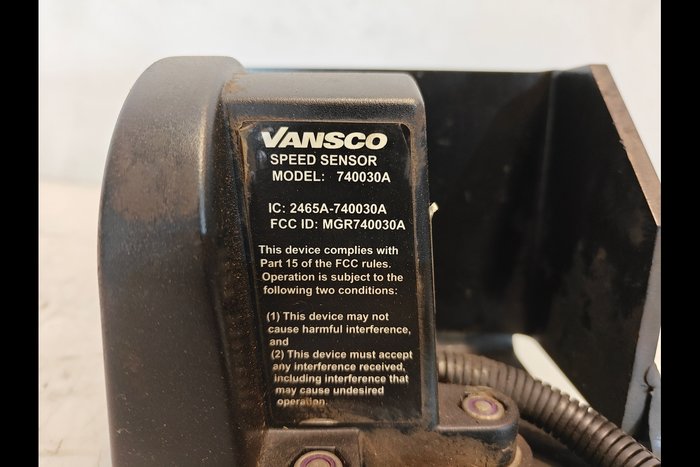 VANSCO
SPEED SENSOR
MODEL: 740030A
IC: 2465A-740030A
FCC ID: MGR740030A
This device complies with
Part 15 of the FCC rules.
Operation is subject to the
following two conditions:
(1) This device may not
cause harmful interference,
and
(2) This device must accept
any interference received,
including interference that
may cause undesired
operation.